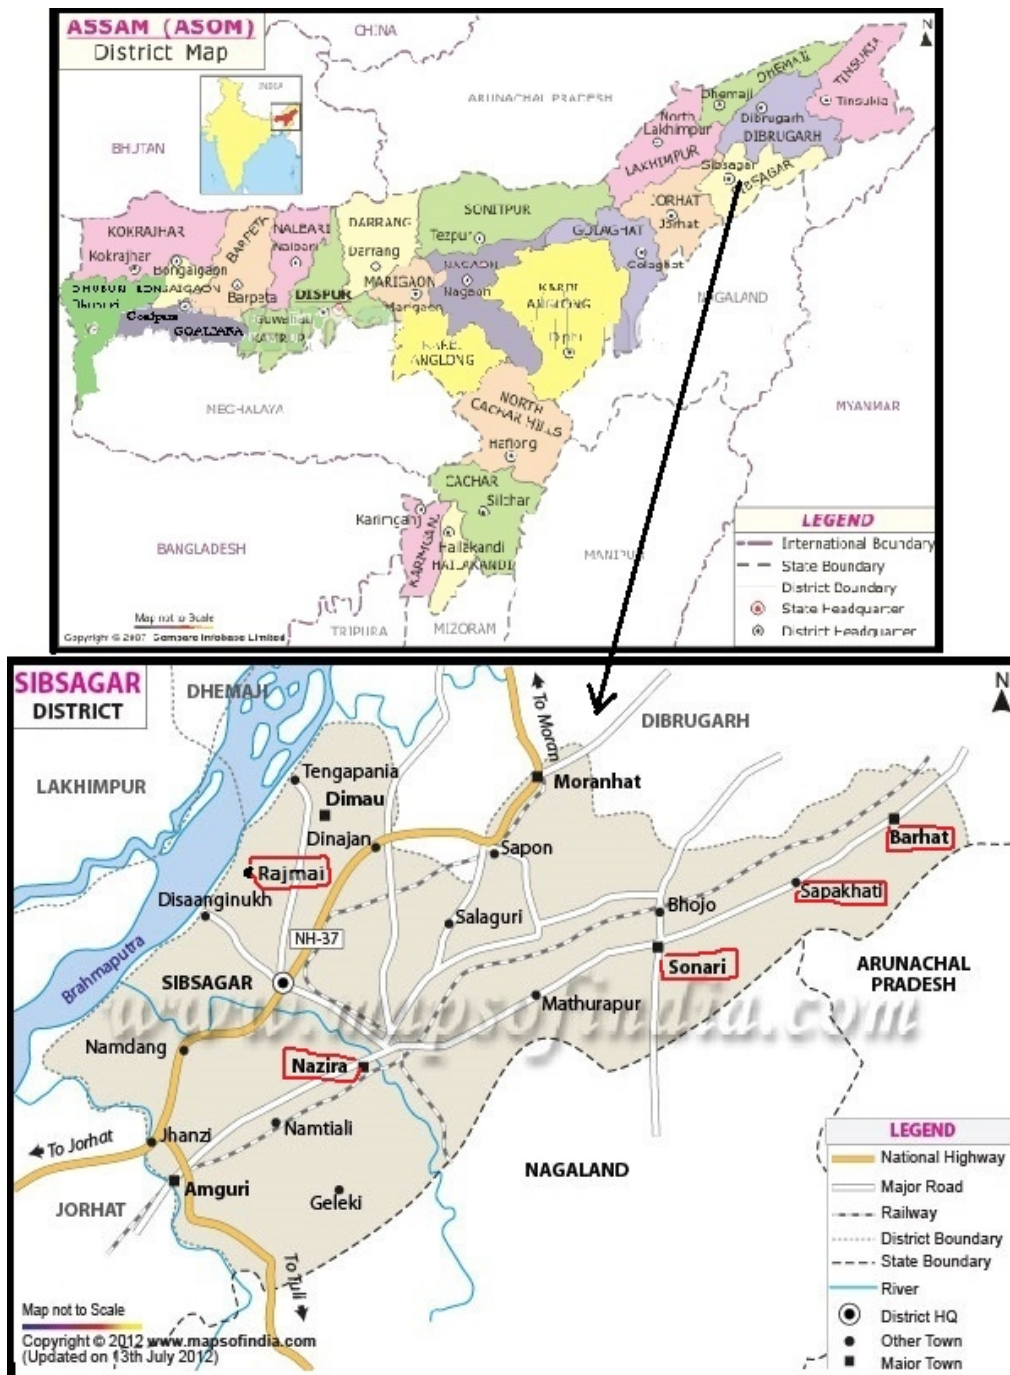 ASSAM (ASOM)
District Map
CHINA
N
INDIA
ARUNACHAL PRADESH
BHUTAN
DHEMAJI
Dhemaji
TINSUKIA
Tinsukia
North
Lakhimpur
LAKHIMPUR
Dibrugarh
DIBRUGARH
Sibsagar
SIBSAGAR
JORHAT
Jorhat
KOKRAJHAR
Kokrajhar
BARPETA
Barpeta
NALBARI
Nalbari
DARRANG
Darrang
SONITPUR
Tezpur
GOLAGHAT
Golaghat
Bongaigaon
DISPUR
MARIGAON
Marigaon
NAGAON
Nagaon
KARBI
ANGLONG
Diphu
Goalpara
GOALPARA
Guwahati
KAMRUP
ANGLONG
NAGALAND
MYANMAR
MEGHALAYA
NORTH
CACHAR HILLS
Haflong
CACHAR
Silchar
Karimganj
KARIMGANJ
Hailakandi
HAILAKANDI
BANGLADESH
MANIPUR
TRIPURA
MIZORAM
LEGEND
International Boundary
State Boundary
District Boundary
State Headquarter
District Headquarter
Map not to Scale
Copyright © 2007 Compare Infobase Limited
SIBSAGAR
DISTRICT
DHEMAJI
LAKHIMPUR
To Moran
DIBRUGARH
N
Tengapania
Dimau
Dinajan
Moranhat
Sapon
Barhat
Rajmai
Sapakhati
Disaanginukh
Salaguri
Bhojo
NH-37
Brahmaputra
SIBSAGAR
Sonari
ARUNACHAL
PRADESH
Mathurapur
www.mapsofindia.com
Namdang
Nazira
To Jorhat
Jhanzi
Namtiali
NAGALAND
JORHAT
Amguri
Geleki
To Tuli
LEGEND
National Highway
Major Road
Railway
District Boundary
State Boundary
River
District HQ
Other Town
Major Town
Map not to Scale
Copyright © 2012 www.mapsofindia.com
(Updated on 13th July 2012)